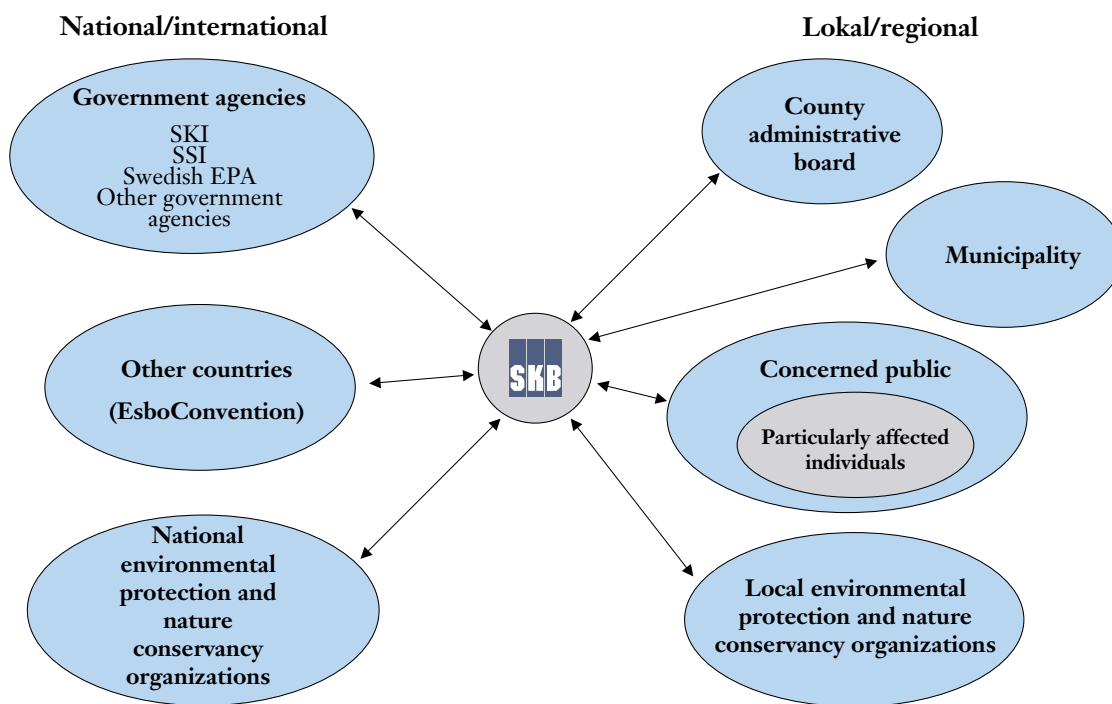 National/international
Lokal/regional
Government agencies
SKI
SSI
Swedish EPA
Other government
agencies
County
administrative
board
Municipality
Other countries
(EsboConvention)
SKB
Concerned public
Particularly affected
individuals
National
environmental
protection and
nature
conservancy
organizations
Local environmental
protection and nature
conservancy organizations